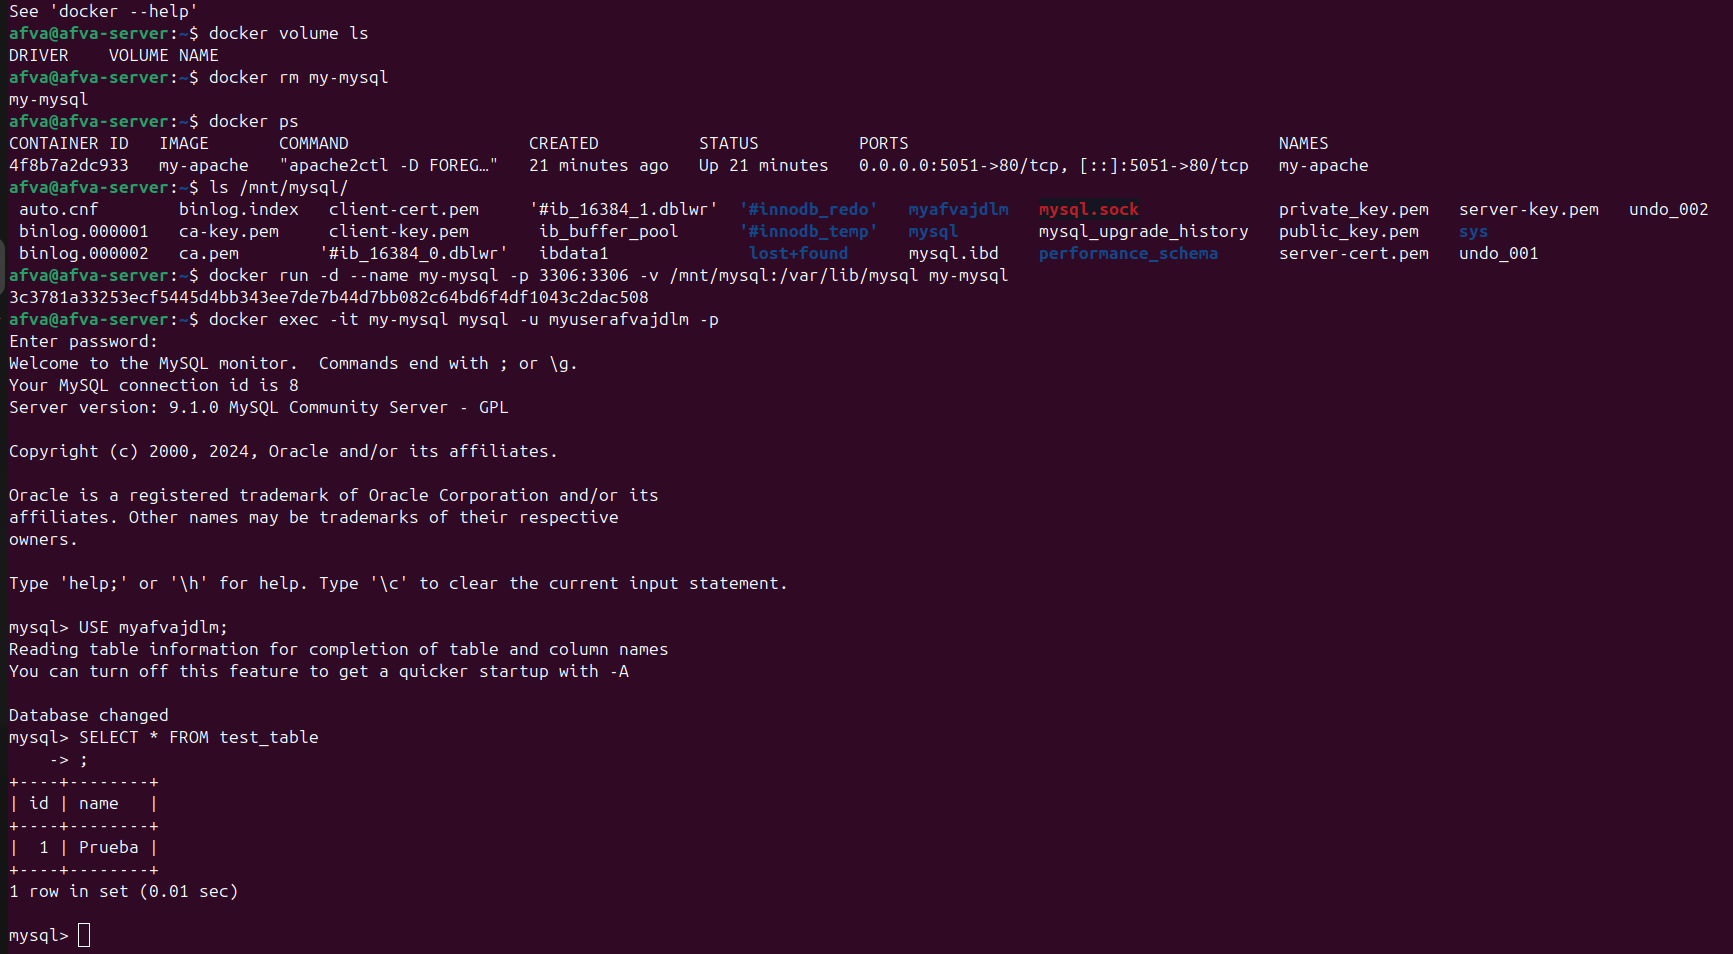 See 'docker --help'
afva@afva-server:~$ docker volume ls
DRIVER    VOLUME NAME
afva@afva-server:~$ docker rm my-mysql
my-mysql
afva@afva-server:~$ docker ps
CONTAINER ID   IMAGE       COMMAND                  CREATED          STATUS          PORTS                                     NAMES
4f8b7a2dc933   my-apache   "apache2ctl -D FOREG…"   21 minutes ago   Up 21 minutes   0.0.0.0:5051->80/tcp, [::]:5051->80/tcp   my-apache
afva@afva-server:~$ ls /mnt/mysql/
 auto.cnf        binlog.index   client-cert.pem     '#ib_16384_1.dblwr'  '#innodb_redo'   myafvajdlm   mysql.sock              private_key.pem   server-key.pem   undo_002
 binlog.000001   ca-key.pem     client-key.pem       ib_buffer_pool      '#innodb_temp'   mysql        mysql_upgrade_history   public_key.pem    sys
 binlog.000002   ca.pem        '#ib_16384_0.dblwr'   ibdata1              lost+found      mysql.ibd    performance_schema      server-cert.pem   undo_001
afva@afva-server:~$ docker run -d --name my-mysql -p 3306:3306 -v /mnt/mysql:/var/lib/mysql my-mysql
3c3781a33253ecf5445d4bb343ee7de7b44d7bb082c64bd6f4df1043c2dac508
afva@afva-server:~$ docker exec -it my-mysql mysql -u myuserafvajdlm -p
Enter password:
Welcome to the MySQL monitor.  Commands end with ; or \g.
Your MySQL connection id is 8
Server version: 9.1.0 MySQL Community Server - GPL

Copyright (c) 2000, 2024, Oracle and/or its affiliates.

Oracle is a registered trademark of Oracle Corporation and/or its
affiliates. Other names may be trademarks of their respective
owners.

Type 'help;' or '\h' for help. Type '\c' to clear the current input statement.

mysql> USE myafvajdlm;
Reading table information for completion of table and column names
You can turn off this feature to get a quicker startup with -A

Database changed
mysql> SELECT * FROM test_table
    -> ;
+----+--------+
| id | name   |
+----+--------+
|  1 | Prueba |
+----+--------+
1 row in set (0.01 sec)

mysql>